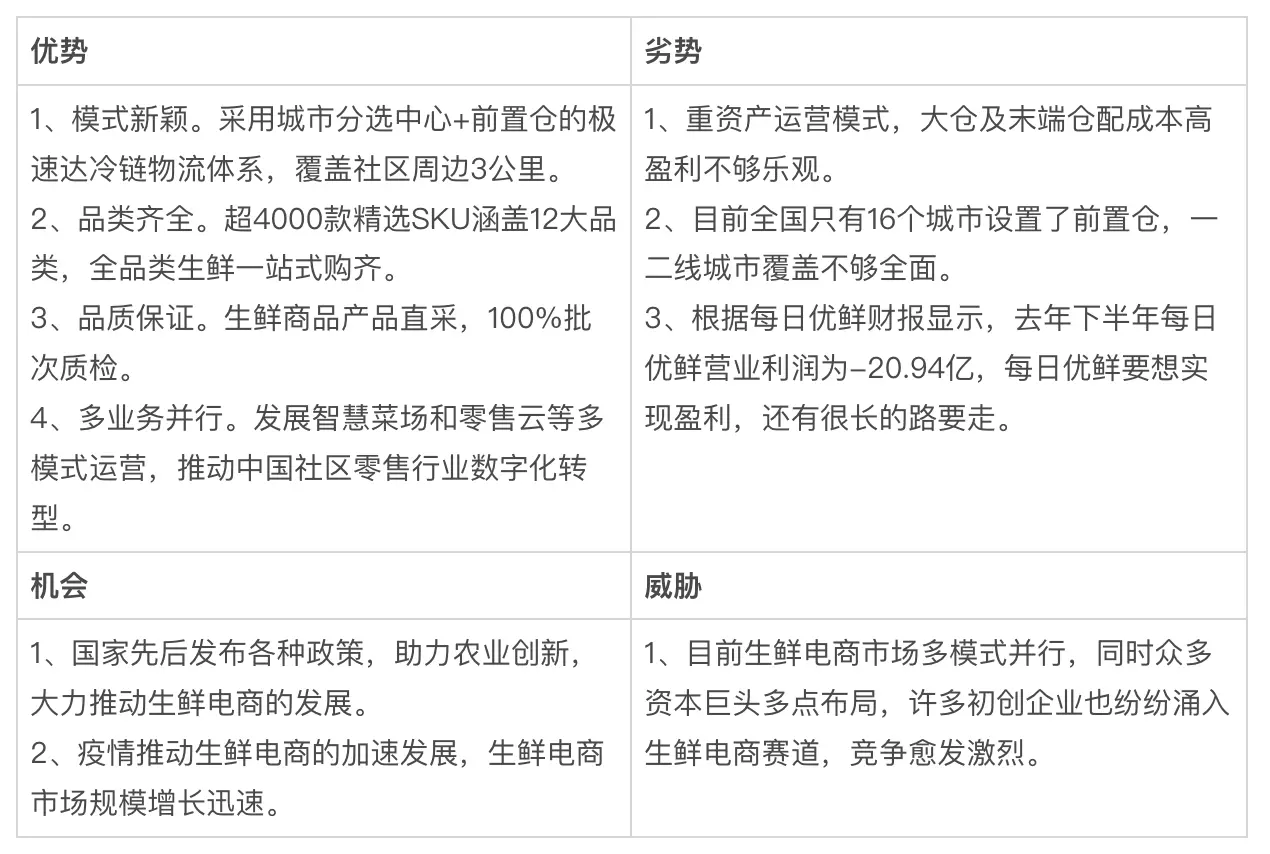 优势
1、模式新颖。采用城市分选中心+前置仓的极
速达冷链物流体系，覆盖社区周边3公里。
2、品类齐全。超4000款精选SKU涵盖12大品
类，全品类生鲜一站式购齐。
3、品质保证。生鲜商品产品直采，100%批
次质检。
4、多业务并行。发展智慧菜场和零售云等多
模式运营，推动中国社区零售行业数字化转
型。
劣势
1、重资产运营模式，大仓及末端仓配成本高
盈利不够乐观。
2、目前全国只有16个城市设置了前置仓，一
二线城市覆盖不够全面。
3、根据每日优鲜财报显示，去年下半年每日
优鲜营业利润为-20.94亿，每日优鲜要想实
现盈利，还有很长的路要走。
机会
1、国家先后发布各种政策，助力农业创新，
大力推动生鲜电商的发展。
2、疫情推动生鲜电商的加速发展，生鲜电商
市场规模增长迅速。
威胁
1、目前生鲜电商市场多模式并行，同时众多
资本巨头多点布局，许多初创企业也纷纷涌入
生鲜电商赛道，竞争愈发激烈。